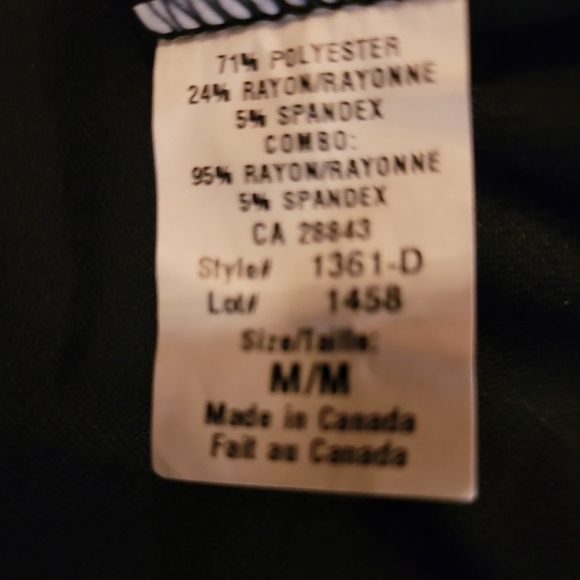 71% POLYESTER
24% RAYON/RAYONNE
5% SPANDEX
COMBO:
95% RAYON/RAYONNE
5% SPANDEX
CA 28843
Style# 1361-D
Lot# 1458
Size/Taille:
M/M
Made in Canada
Fait au Canada